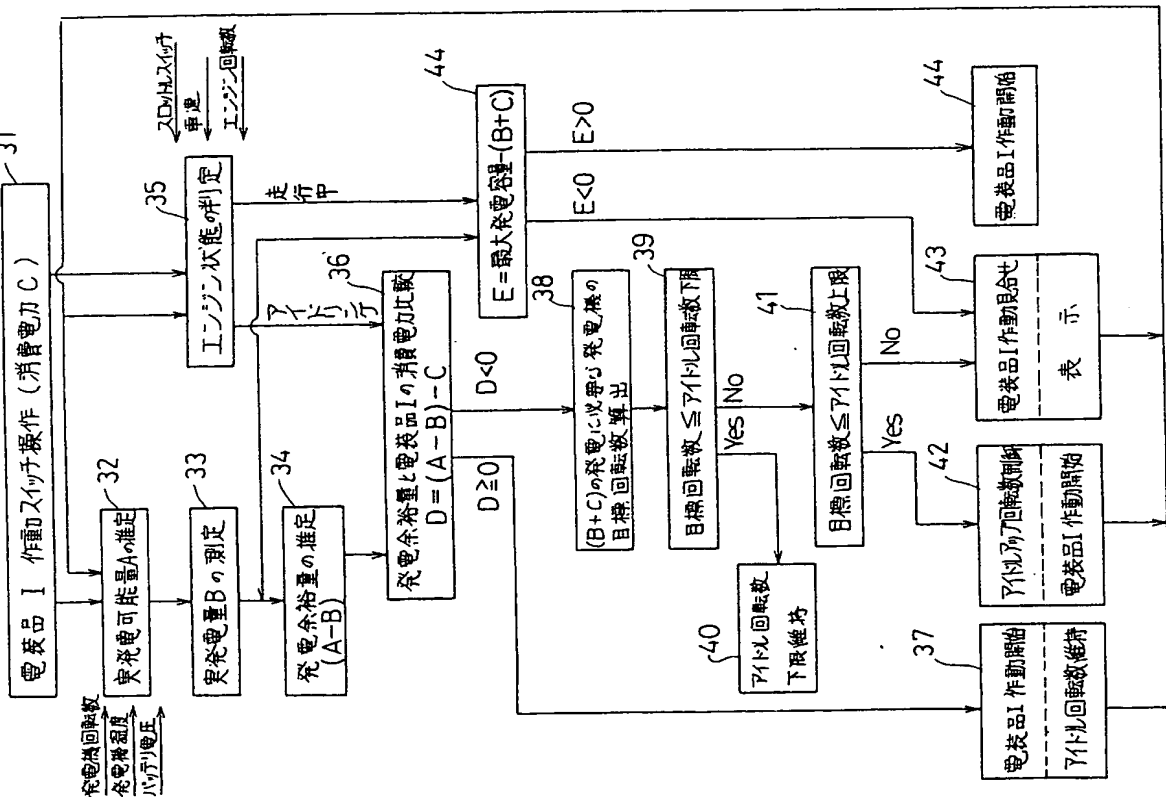 31
電装品I 作動スイッチ操作(消費電力C)
発電機回転数
発電機温度
バッテリ電圧
32
実発電可能量Aの推定
33
実発電量Bの測定
34
発電余裕量の推定
(A-B)
スロットルスイッチ
車速
エンジン回転数
35
エンジン状態の判定
アイドリング
走行中
36
発電余裕量と電装品Iの消費電力比較
D=(A-B)-C
D≧0
D<0
44
E=最大発電容量-(B+C)
E<0
E>0
38
(B+C)の発電に必要な発電機の
目標回転数算出
39
目標回転数≦アイドル回転数下限
Yes
No
40
アイドル回転数
下限維持
41
目標回転数≦アイドル回転数上限
Yes
No
37
電装品I作動開始
アイドル回転数維持
42
アイドルアップ回転数制御
電装品I作動開始
43
電装品I作動見合せ
表示
44
電装品I作動開始